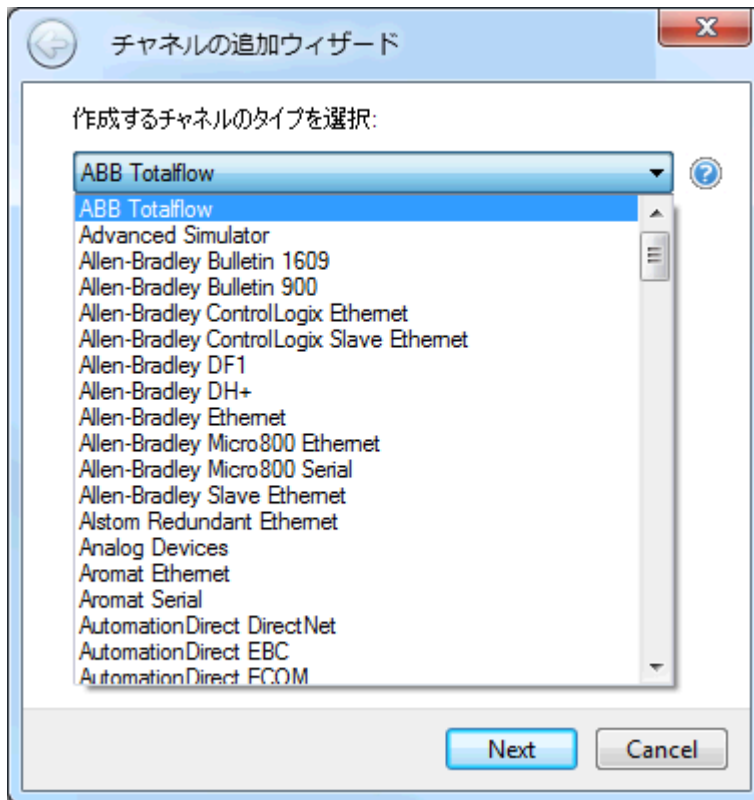 チャネルの追加ウィザード
作成するチャネルのタイプを選択:
ABB Totalflow
ABB Totalflow
Advanced Simulator
Allen-Bradley Bulletin 1609
Allen-Bradley Bulletin 900
Allen-Bradley ControlLogix Ethernet
Allen-Bradley ControlLogix Slave Ethernet
Allen-Bradley DF1
Allen-Bradley DH+
Allen-Bradley Ethernet
Allen-Bradley Micro800 Ethernet
Allen-Bradley Micro800 Serial
Allen-Bradley Slave Ethernet
Alstom Redundant Ethernet
Analog Devices
Aromat Ethernet
Aromat Serial
AutomationDirect DirectNet
AutomationDirect EBC
AutomationDirect ECOM
Next
Cancel